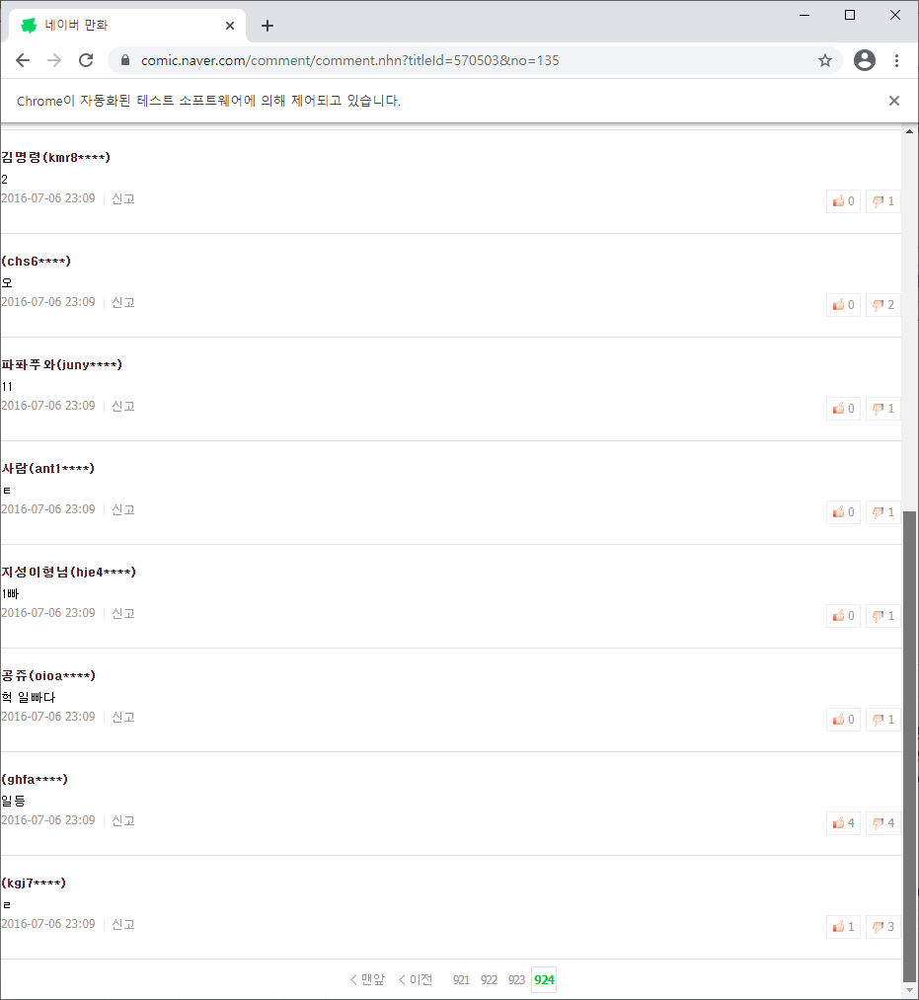 네이버 만화
comic.naver.com/comment/comment.nhn?titleId=570503&no=135
Chrome이 자동화된 테스트 소프트웨어에 의해 제어되고 있습니다.
김명령(kmr8****)
2
2016-07-06 23:09 신고
0 1
(chs6****)
오
2016-07-06 23:09 신고
0 2
파퐈푸와(juny****)
11
2016-07-06 23:09 신고
0 1
사람(ant1****)
ㅌ
2016-07-06 23:09 신고
0 1
지성이형님(hje4****)
1빠
2016-07-06 23:09 신고
0 1
공쥬(oioa****)
헉 일빠다
2016-07-06 23:09 신고
0 1
(ghfa****)
일등
2016-07-06 23:09 신고
4 4
(kgj7****)
ㄹ
2016-07-06 23:09 신고
1 3
맨앞 이전 921 922 923 924